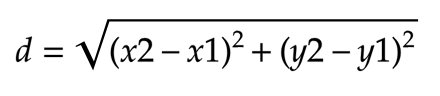 d = √(x2 − x1)² + (y2 − y1)²